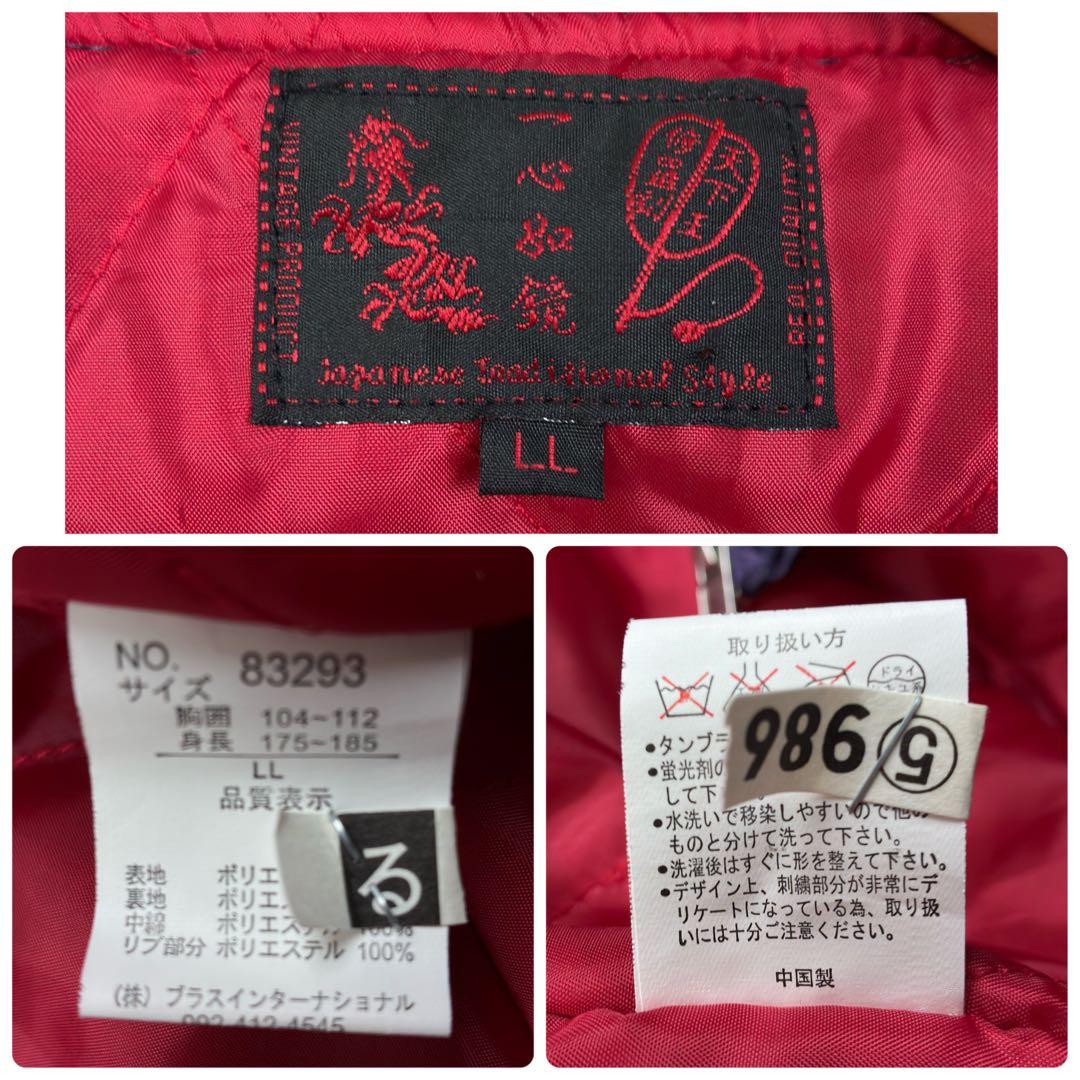 VINTAGE PRODUCT
一心如鏡
天下
Japanese Traditional Style
LL
NO. 83293
サイズ
胸囲 104~112
身長 175~185
LL
品質表示
る
表地 ポリエ
裏地 ポリエ
中綿 ポリエステル 100%
リブ部分 ポリエステル 100%
(株) プラスインターナショナル
092-412-4545
取り扱い方
ドライ
⑤986
●タンブラ
●蛍光剤の
して下
●水洗いで移染しやすいので他の
ものと分けて洗って下さい。
●洗濯後はすぐに形を整えて下さい。
●デザイン上、刺繍部分が非常にデ
リケートになっている為、取り扱
いには十分ご注意ください。
中国製